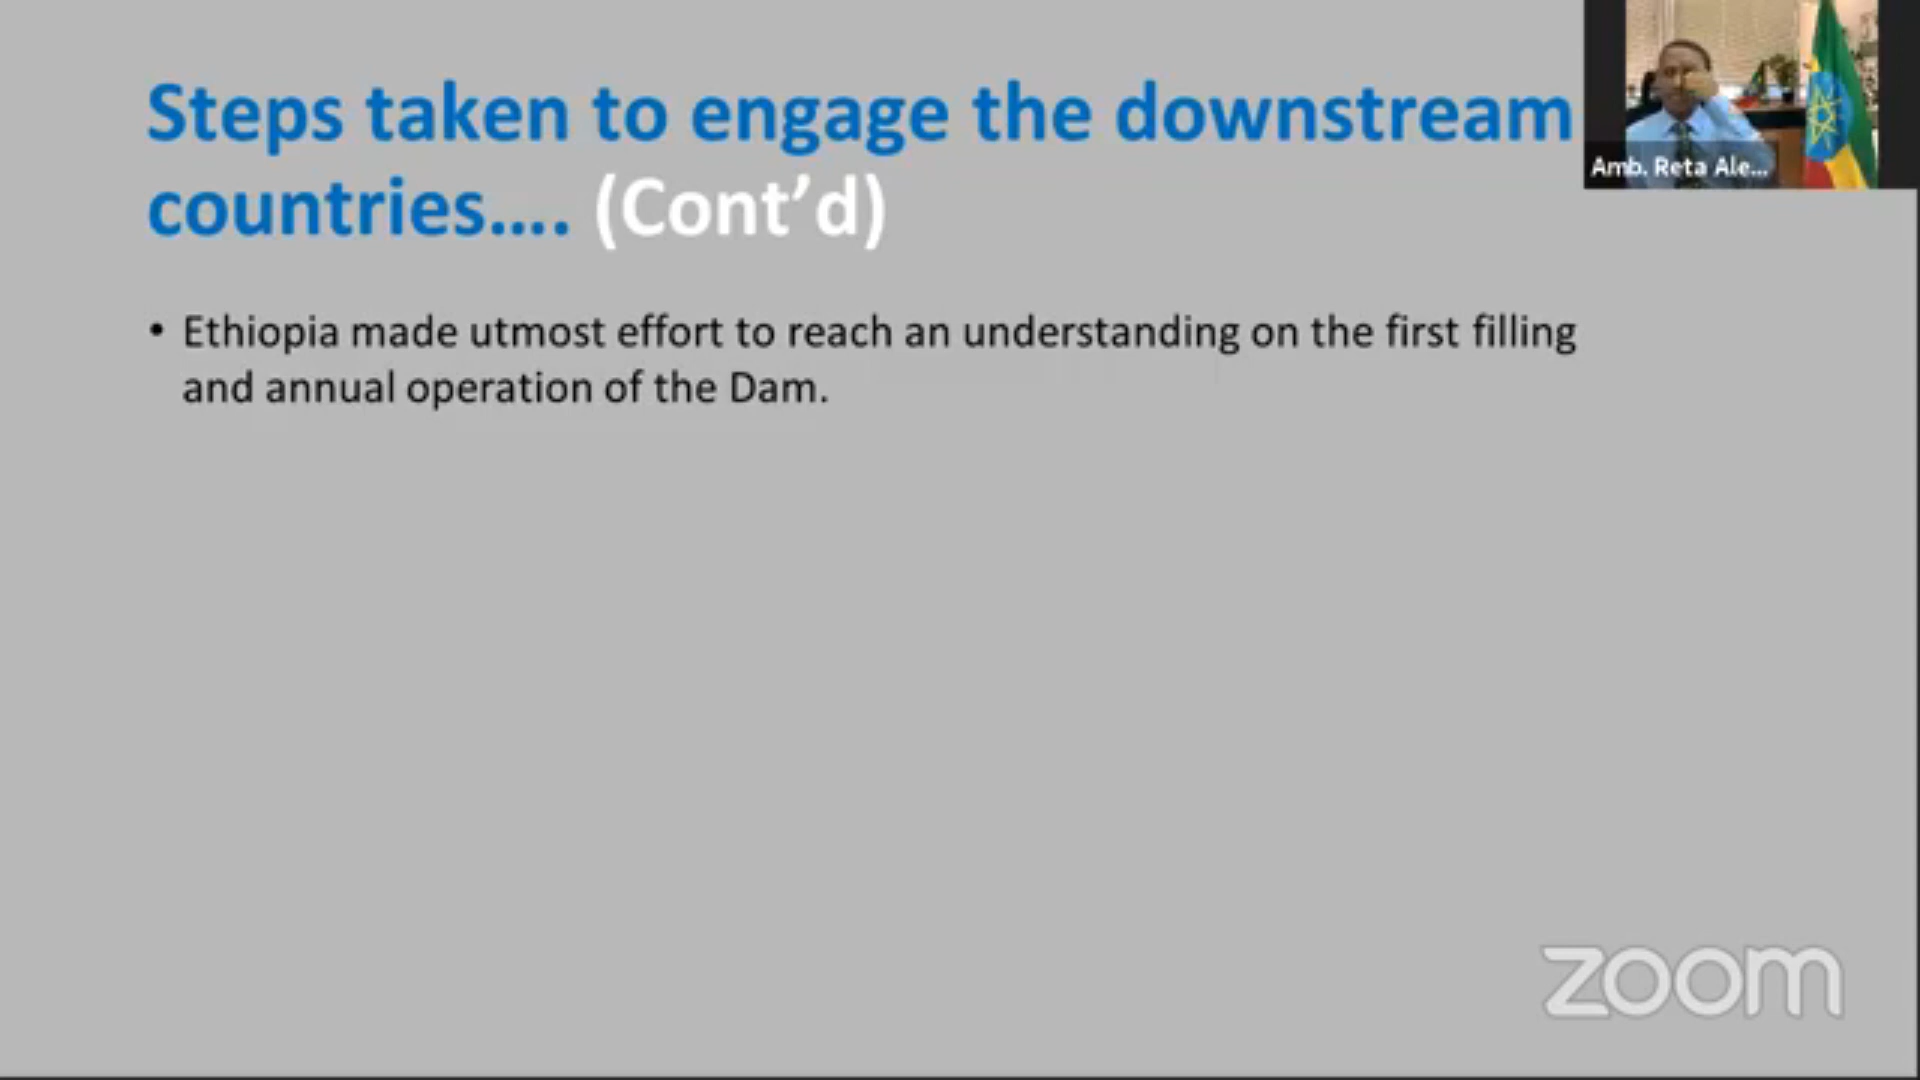 Steps taken to engage the downstream
countries.... (Cont’d)
Amb. Reta Ale...
• Ethiopia made utmost effort to reach an understanding on the first filling
and annual operation of the Dam.
zoom